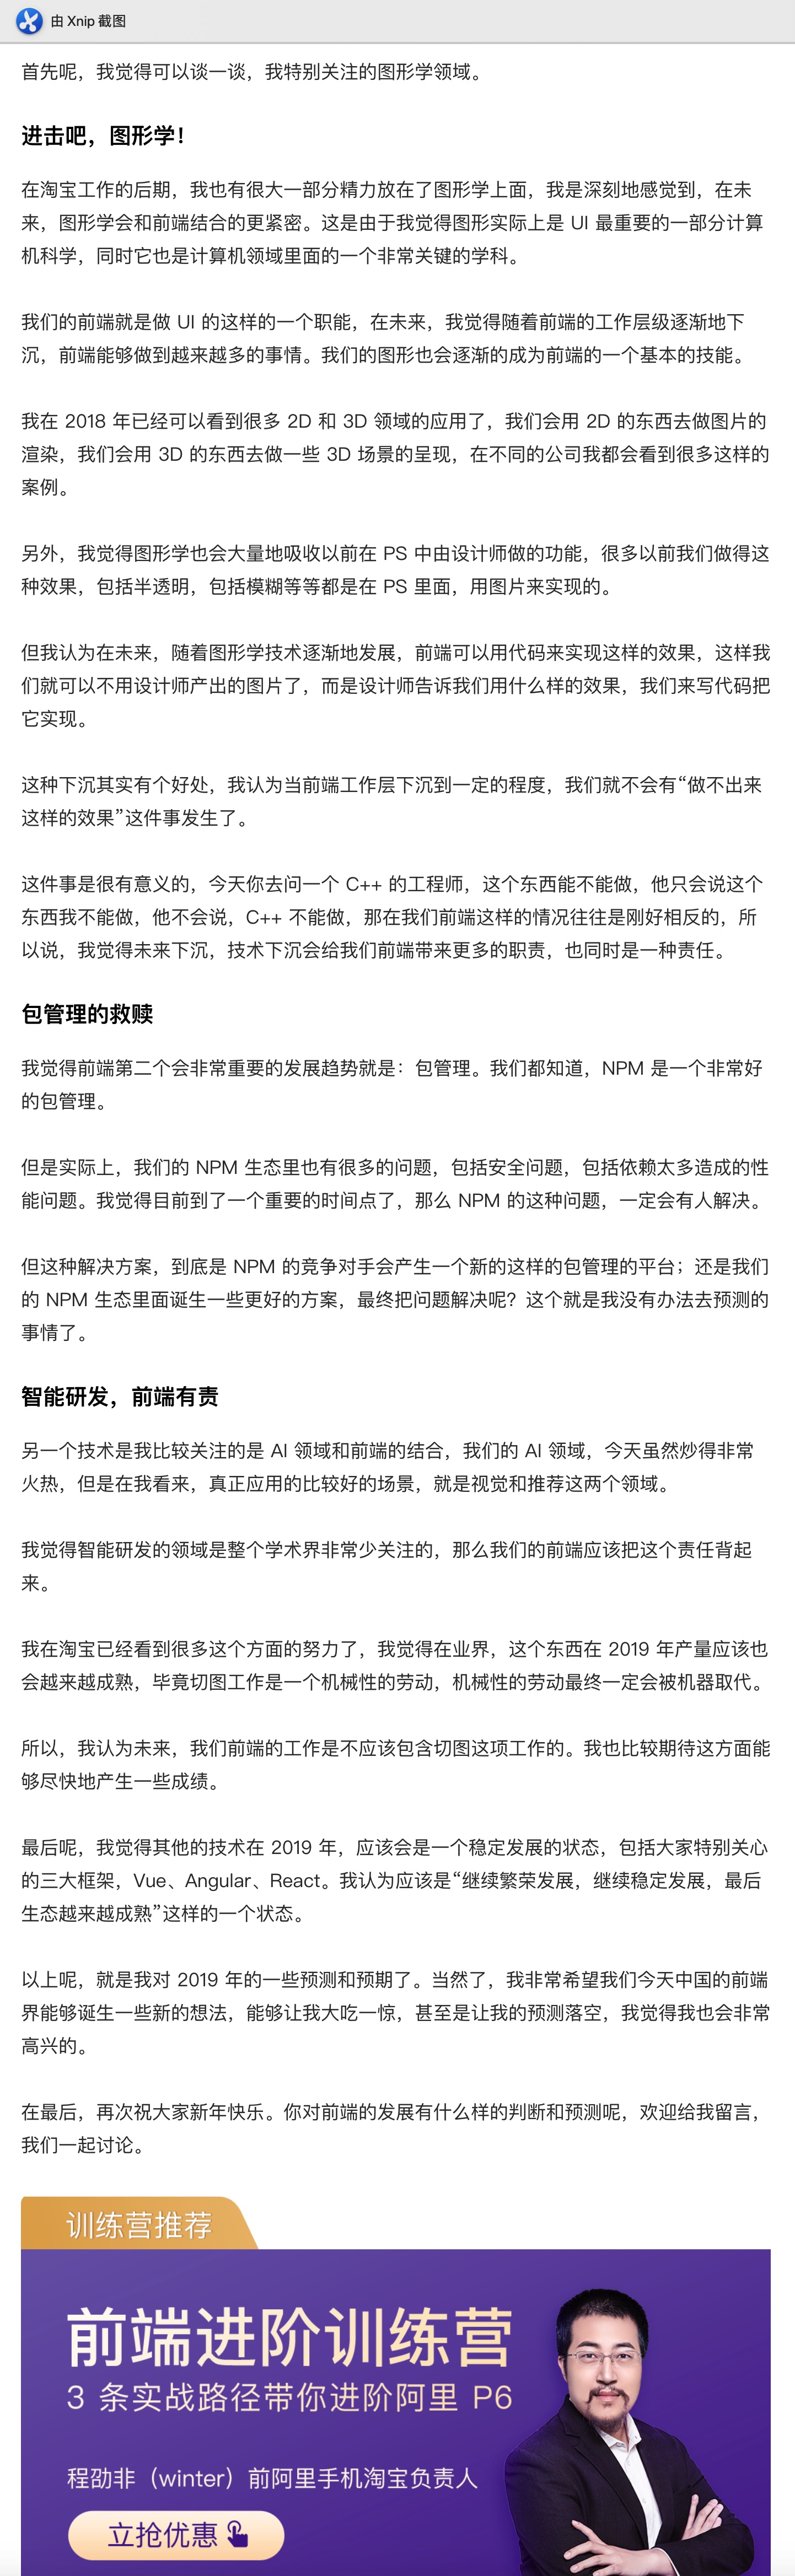 由 Xnip 截图
首先呢，我觉得可以谈一谈，我特别关注的图形学领域。
进击吧，图形学！
在淘宝工作的后期，我也有很大一部分精力放在了图形学上面，我是深刻地感觉到，在未
来，图形学会和前端结合的更紧密。这是由于我觉得图形实际上是 UI 最重要的一部分计算
机科学，同时它也是计算机领域里面的一个非常关键的学科。
我们的前端就是做 UI 的这样的一个职能，在未来，我觉得随着前端的工作层级逐渐地下
沉，前端能够做到越来越多的事情。我们的图形也会逐渐的成为前端的一个基本的技能。
我在 2018 年已经可以看到很多 2D 和 3D 领域的应用了，我们会用 2D 的东西去做图片的
渲染，我们会用 3D 的东西去做一些 3D 场景的呈现，在不同的公司我都会看到很多这样的
案例。
另外，我觉得图形学也会大量地吸收以前在 PS 中由设计师做的功能，很多以前我们做得这
种效果，包括半透明，包括模糊等等都是在 PS 里面，用图片来实现的。
但我认为在未来，随着图形学技术逐渐地发展，前端可以用代码来实现这样的效果，这样我
们就可以不用设计师产出的图片了，而是设计师告诉我们用什么样的效果，我们来写代码把
它实现。
这种下沉其实有个好处，我认为当前端工作层下沉到一定的程度，我们就不会有“做不出来
这样的效果”这件事发生了。
这件事是很有意义的，今天你去问一个 C++ 的工程师，这个东西能不能做，他只会说这个
东西我不能做，他不会说，C++ 不能做，那在我们前端这样的情况往往是刚好相反的，所
以说，我觉得未来下沉，技术下沉会给我们前端带来更多的职责，也同时是一种责任。
包管理的救赎
我觉得前端第二个会非常重要的发展趋势就是：包管理。我们都知道，NPM 是一个非常好
的包管理。
但是实际上，我们的 NPM 生态里也有很多的问题，包括安全问题，包括依赖太多造成的性
能问题。我觉得目前到了一个重要的时间点了，那么 NPM 的这种问题，一定会有人解决。
但这种解决方案，到底是 NPM 的竞争对手会产生一个新的这样的包管理的平台；还是我们
的 NPM 生态里面诞生一些更好的方案，最终把问题解决呢？这个就是我没有办法去预测的
事情了。
智能研发，前端有责
另一个技术是我比较关注的是 AI 领域和前端的结合，我们的 AI 领域，今天虽然炒得非常
火热，但是在我看来，真正应用的比较好的场景，就是视觉和推荐这两个领域。
我觉得智能研发的领域是整个学术界非常少关注的，那么我们的前端应该把这个责任背起
来。
我在淘宝已经看到很多这个方面的努力了，我觉得在业界，这个东西在 2019 年产量应该也
会越来越成熟，毕竟切图工作是一个机械性的劳动，机械性的劳动最终一定会被机器取代。
所以，我认为未来，我们前端的工作是不应该包含切图这项工作的。我也比较期待这方面能
够尽快地产生一些成绩。
最后呢，我觉得其他的技术在 2019 年，应该会是一个稳定发展的状态，包括大家特别关心
的三大框架，Vue、Angular、React。我认为应该是“继续繁荣发展，继续稳定发展，最后
生态越来越成熟”这样的一个状态。
以上呢，就是我对 2019 年的一些预测和预期了。当然了，我非常希望我们今天中国的前端
界能够诞生一些新的想法，能够让我大吃一惊，甚至是让我的预测落空，我觉得我也会非常
高兴的。
在最后，再次祝大家新年快乐。你对前端的发展有什么样的判断和预测呢，欢迎给我留言，
我们一起讨论。
训练营推荐
前端进阶训练营
3 条实战路径带你进阶阿里 P6
程劭非（winter）前阿里手机淘宝负责人
立抢优惠